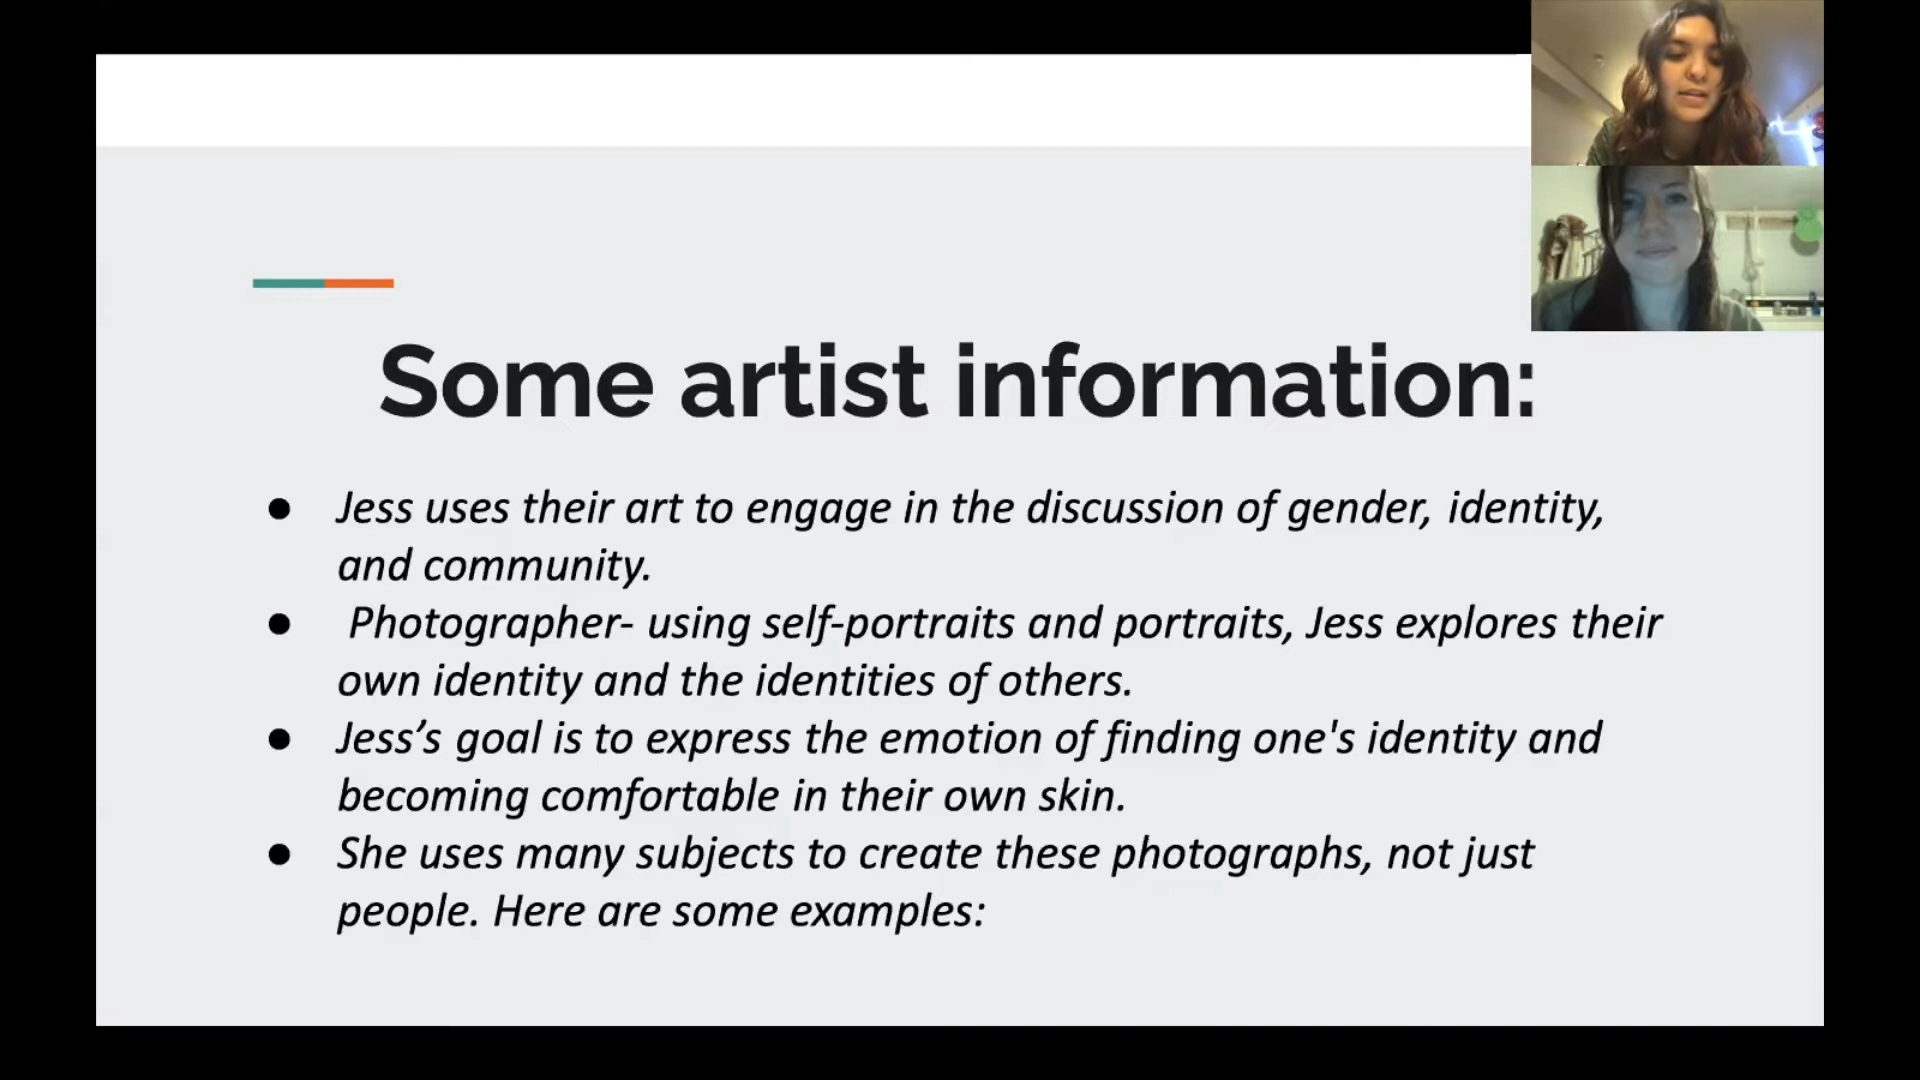 Some artist information:
● Jess uses their art to engage in the discussion of gender, identity,
and community.
● Photographer- using self-portraits and portraits, Jess explores their
own identity and the identities of others.
● Jess’s goal is to express the emotion of finding one's identity and
becoming comfortable in their own skin.
● She uses many subjects to create these photographs, not just
people. Here are some examples: